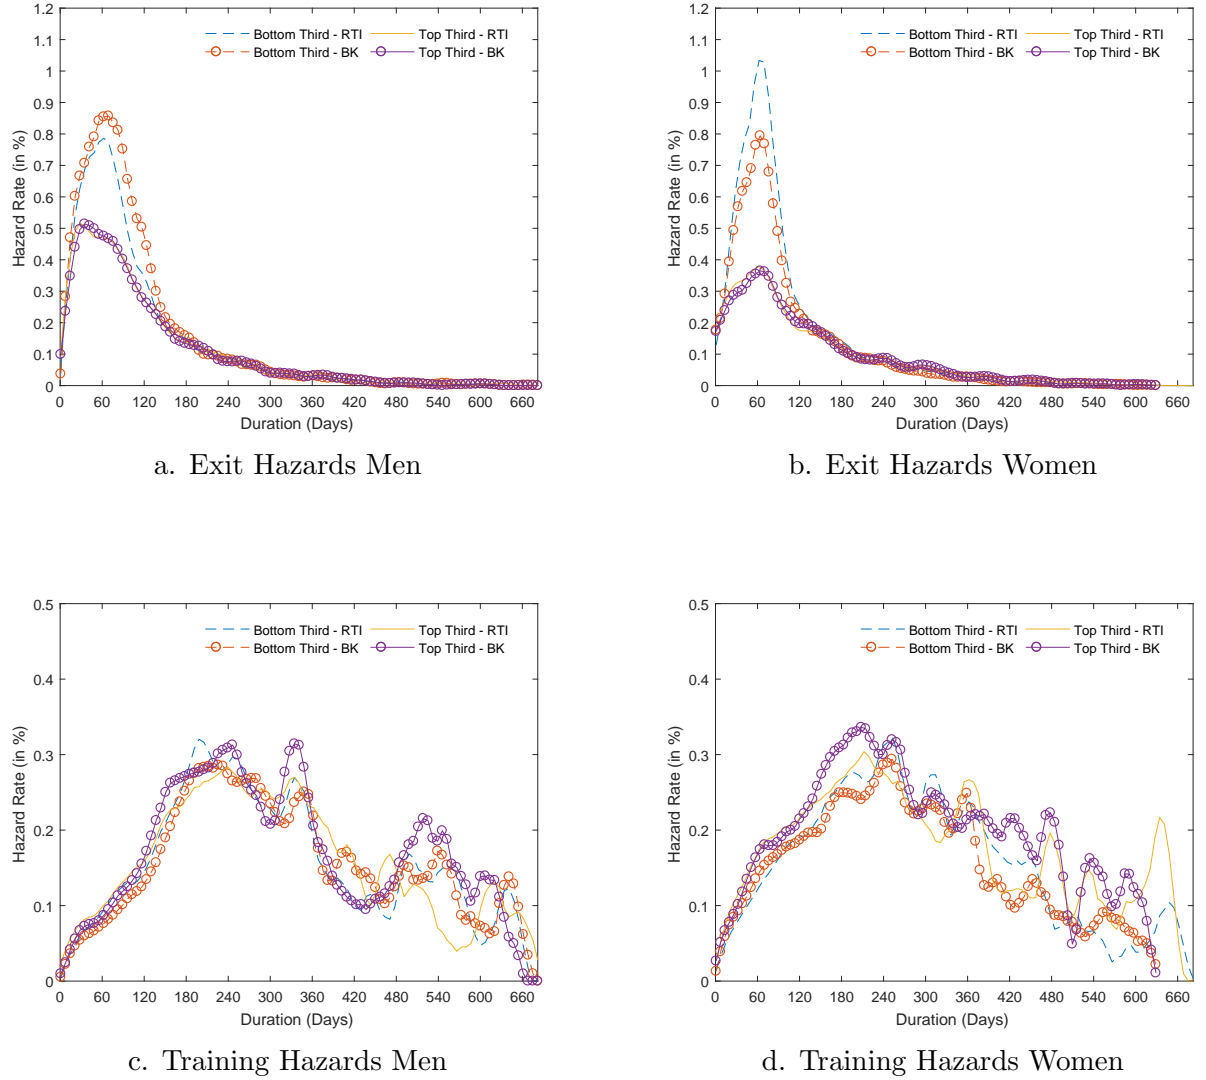 1.2
1.1
1
0.9
0.8
0.7
0.6
0.5
0.4
0.3
0.2
0.1
0
Hazard Rate (in %)
Bottom Third - RTI
Top Third - RTI
Bottom Third - BK
Top Third - BK
0 60 120 180 240 300 360 420 480 540 600 660
Duration (Days)
a. Exit Hazards Men
1.2
1.1
1
0.9
0.8
0.7
0.6
0.5
0.4
0.3
0.2
0.1
0
Hazard Rate (in %)
Bottom Third - RTI
Top Third - RTI
Bottom Third - BK
Top Third - BK
0 60 120 180 240 300 360 420 480 540 600 660
Duration (Days)
b. Exit Hazards Women
0.5
0.4
0.3
0.2
0.1
0
Hazard Rate (in %)
Bottom Third - RTI
Top Third - RTI
Bottom Third - BK
Top Third - BK
0 60 120 180 240 300 360 420 480 540 600 660
Duration (Days)
c. Training Hazards Men
0.5
0.4
0.3
0.2
0.1
0
Hazard Rate (in %)
Bottom Third - RTI
Top Third - RTI
Bottom Third - BK
Top Third - BK
0 60 120 180 240 300 360 420 480 540 600 660
Duration (Days)
d. Training Hazards Women